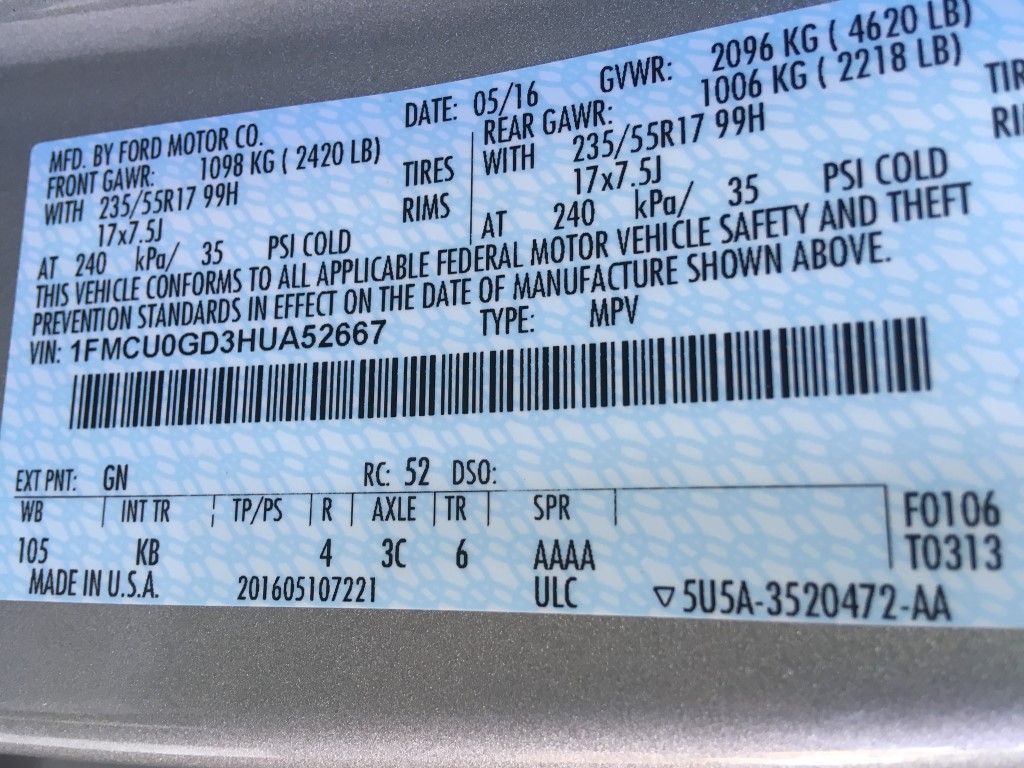 MFD. BY FORD MOTOR CO. DATE: 05/16 GVWR: 2096 KG ( 4620 LB)
FRONT GAWR: 1098 KG ( 2420 LB) REAR GAWR: 1006 KG ( 2218 LB)
WITH 235/55R17 99H TIRES WITH 235/55R17 99H TIR
17x7.5J RIMS 17x7.5J RI
AT 240 kPa/ 35 PSI COLD AT 240 kPa/ 35 PSI COLD
THIS VEHICLE CONFORMS TO ALL APPLICABLE FEDERAL MOTOR VEHICLE SAFETY AND THEFT
PREVENTION STANDARDS IN EFFECT ON THE DATE OF MANUFACTURE SHOWN ABOVE.
VIN: 1FMCU0GD3HUA52667 TYPE: MPV
EXT PNT: GN RC: 52 DSO:
WB INT TR TP/PS R AXLE TR SPR F0106
105 KB 4 3C 6 AAAA T0313
MADE IN U.S.A. 201605107221 ULC ▽5U5A-3520472-AA